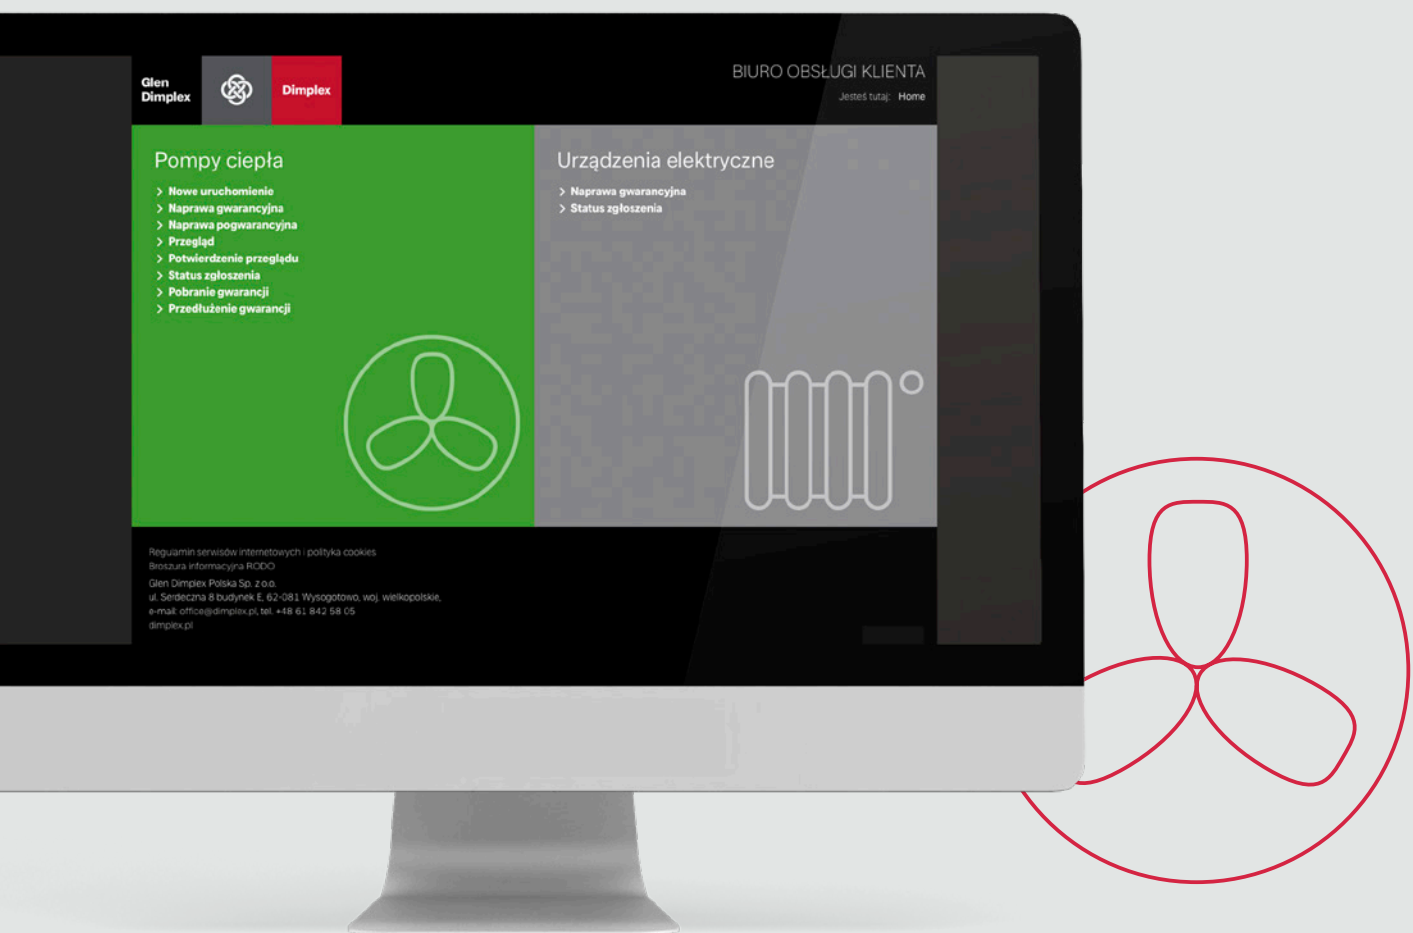 Glen
Dimplex
Dimplex
BIURO OBSŁUGI KLIENTA
Jesteś tutaj: Home
Pompy ciepła
> Nowe uruchomienie
> Naprawa gwarancyjna
> Naprawa pogwarancyjna
> Przegląd
> Potwierdzenie przeglądu
> Status zgłoszenia
> Pobranie gwarancji
> Przedłużenie gwarancji
Urządzenia elektryczne
> Naprawa gwarancyjna
> Status zgłoszenia
Regulamin serwisów internetowych i polityka cookies
Broszura informacyjna RODO
Glen Dimplex Polska Sp. z o.o.
ul. Serdeczna 8 budynek E, 62-081 Wysogotowo, woj. wielkopolskie,
e-mail: office@dimplex.pl, tel. +48 61 842 58 05
dimplex.pl